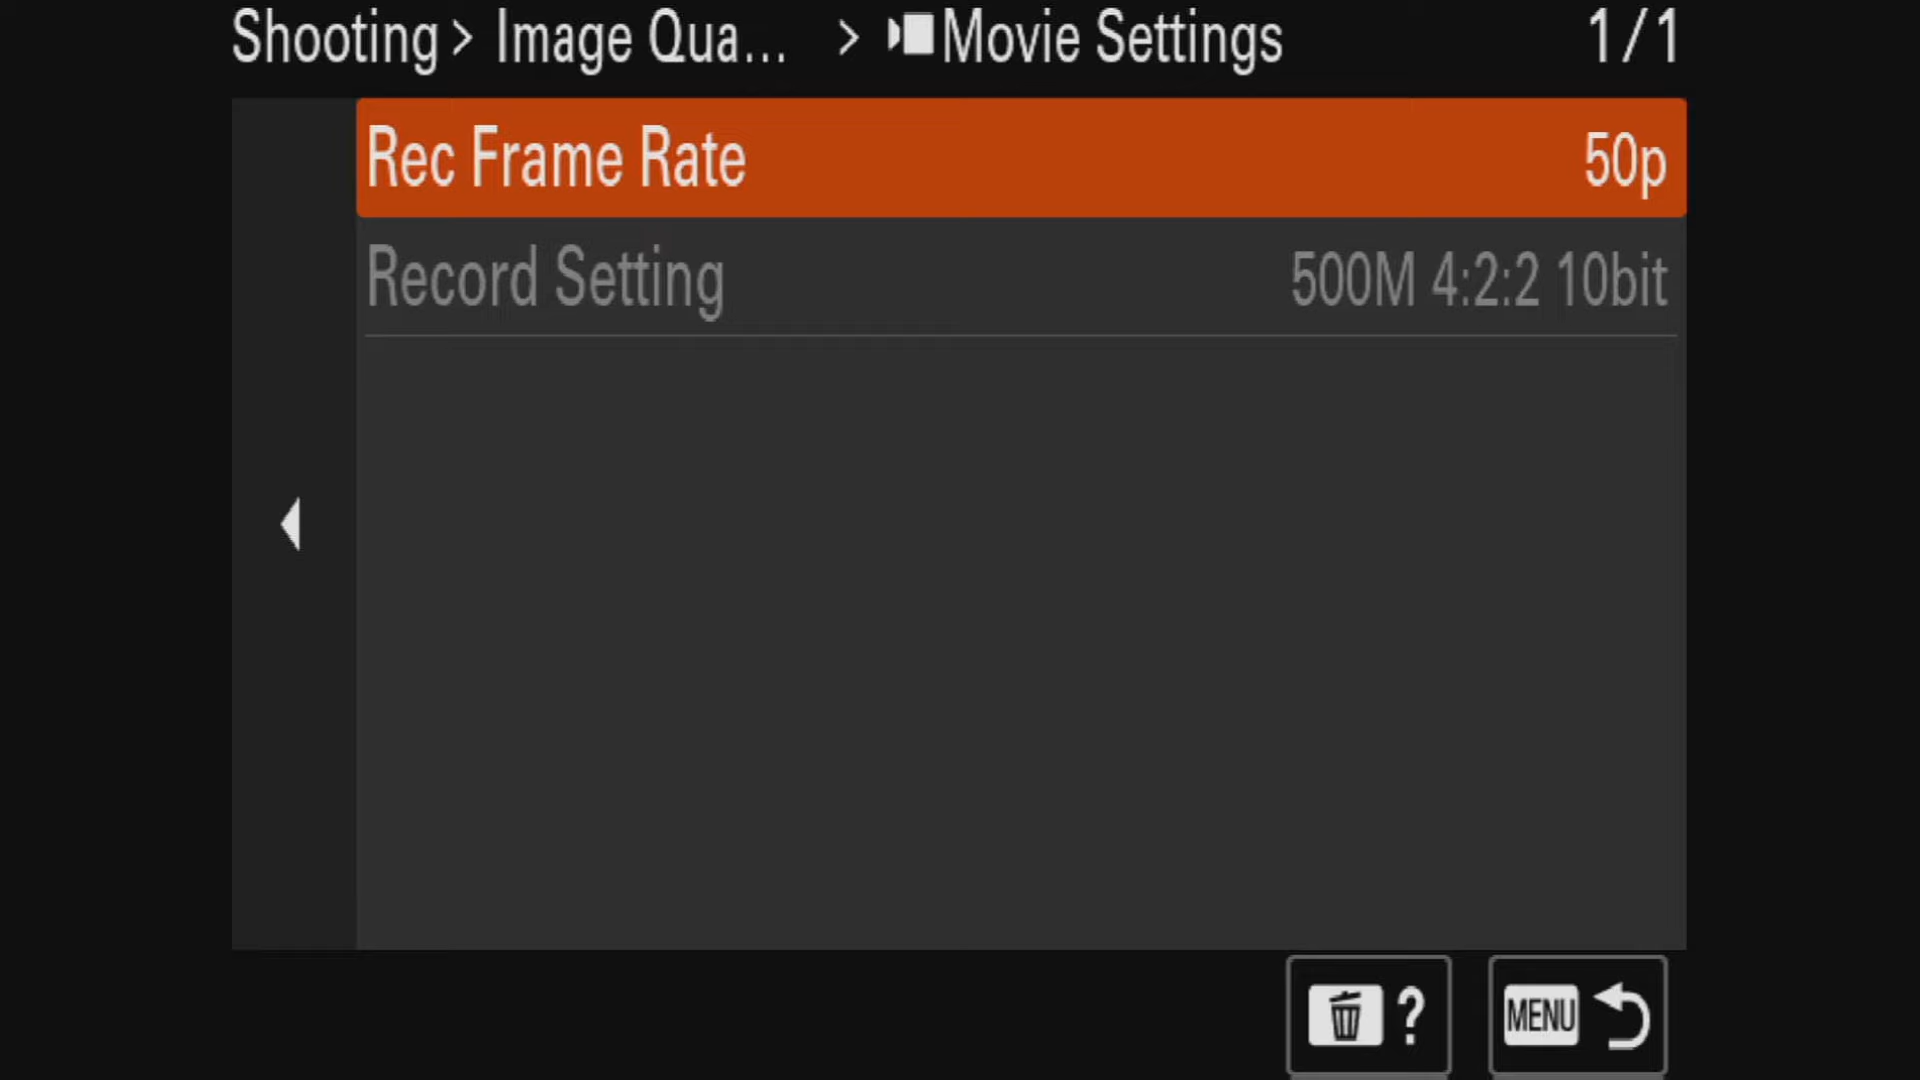 Shooting > Image Qua... > Movie Settings 1/1
Rec Frame Rate 50p
Record Setting 500M 4:2:2 10bit
? MENU